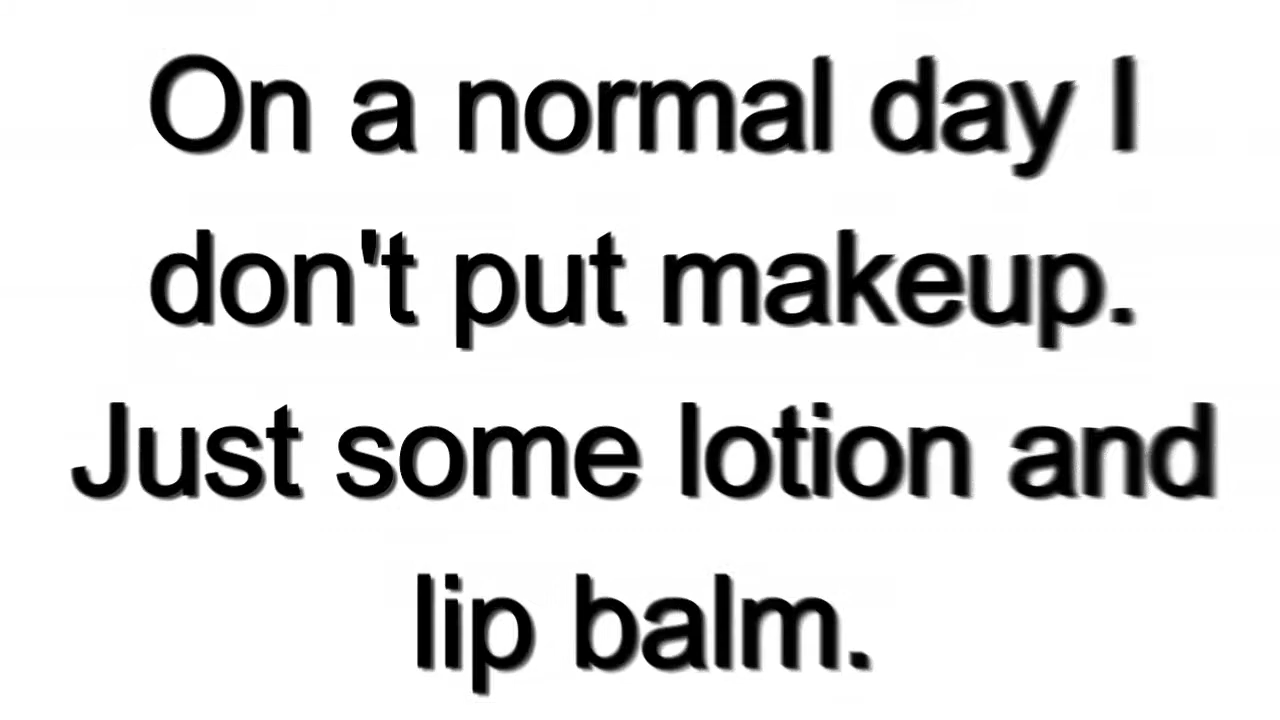 On a normal day I
don't put makeup.
Just some lotion and
lip balm.